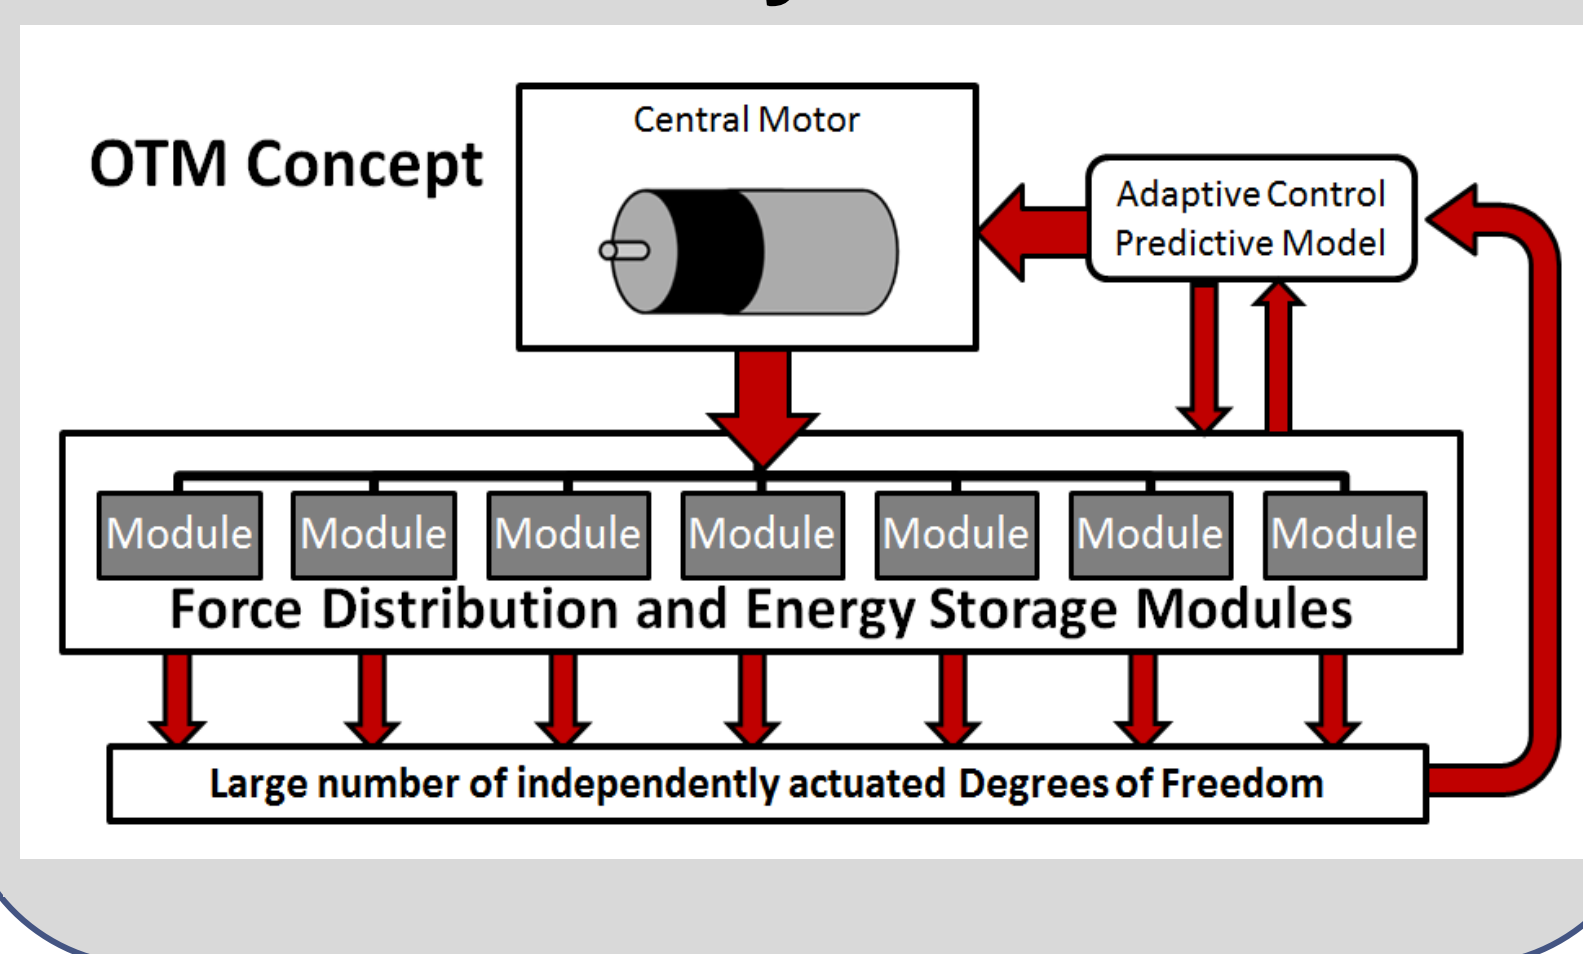 OTM Concept
Central Motor
Adaptive Control
Predictive Model
Module Module Module Module Module Module Module
Force Distribution and Energy Storage Modules
Large number of independently actuated Degrees of Freedom